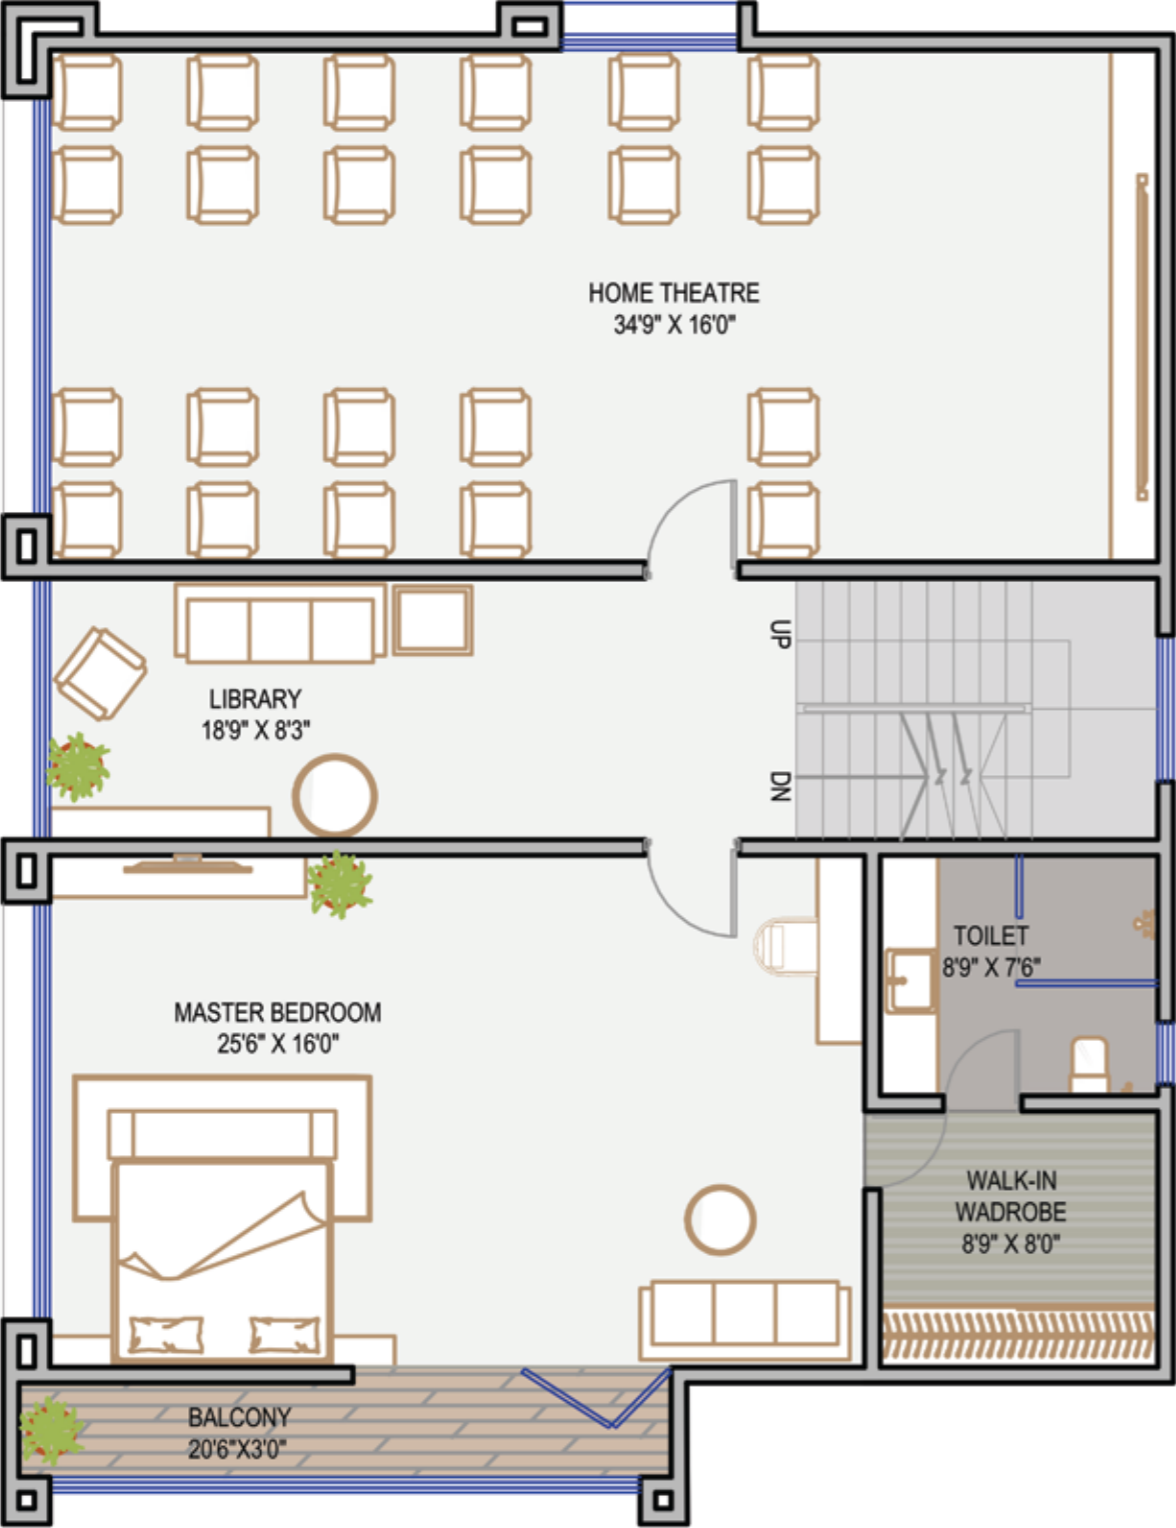 HOME THEATRE
34'9" X 16'0"
UP
LIBRARY
18'9" X 8'3"
DN
TOILET
8'9" X 7'6"
MASTER BEDROOM
25'6" X 16'0"
WALK-IN
WADROBE
8'9" X 8'0"
BALCONY
20'6"X3'0"